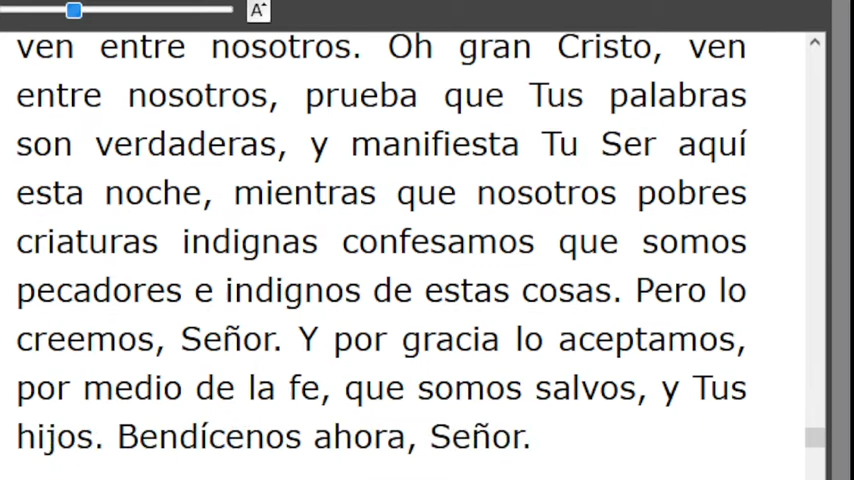 A
ven entre nosotros. Oh gran Cristo, ven
entre nosotros, prueba que Tus palabras
son verdaderas, y manifiesta Tu Ser aquí
esta noche, mientras que nosotros pobres
criaturas indignas confesamos que somos
pecadores e indignos de estas cosas. Pero lo
creemos, Señor. Y por gracia lo aceptamos,
por medio de la fe, que somos salvos, y Tus
hijos. Bendícenos ahora, Señor.